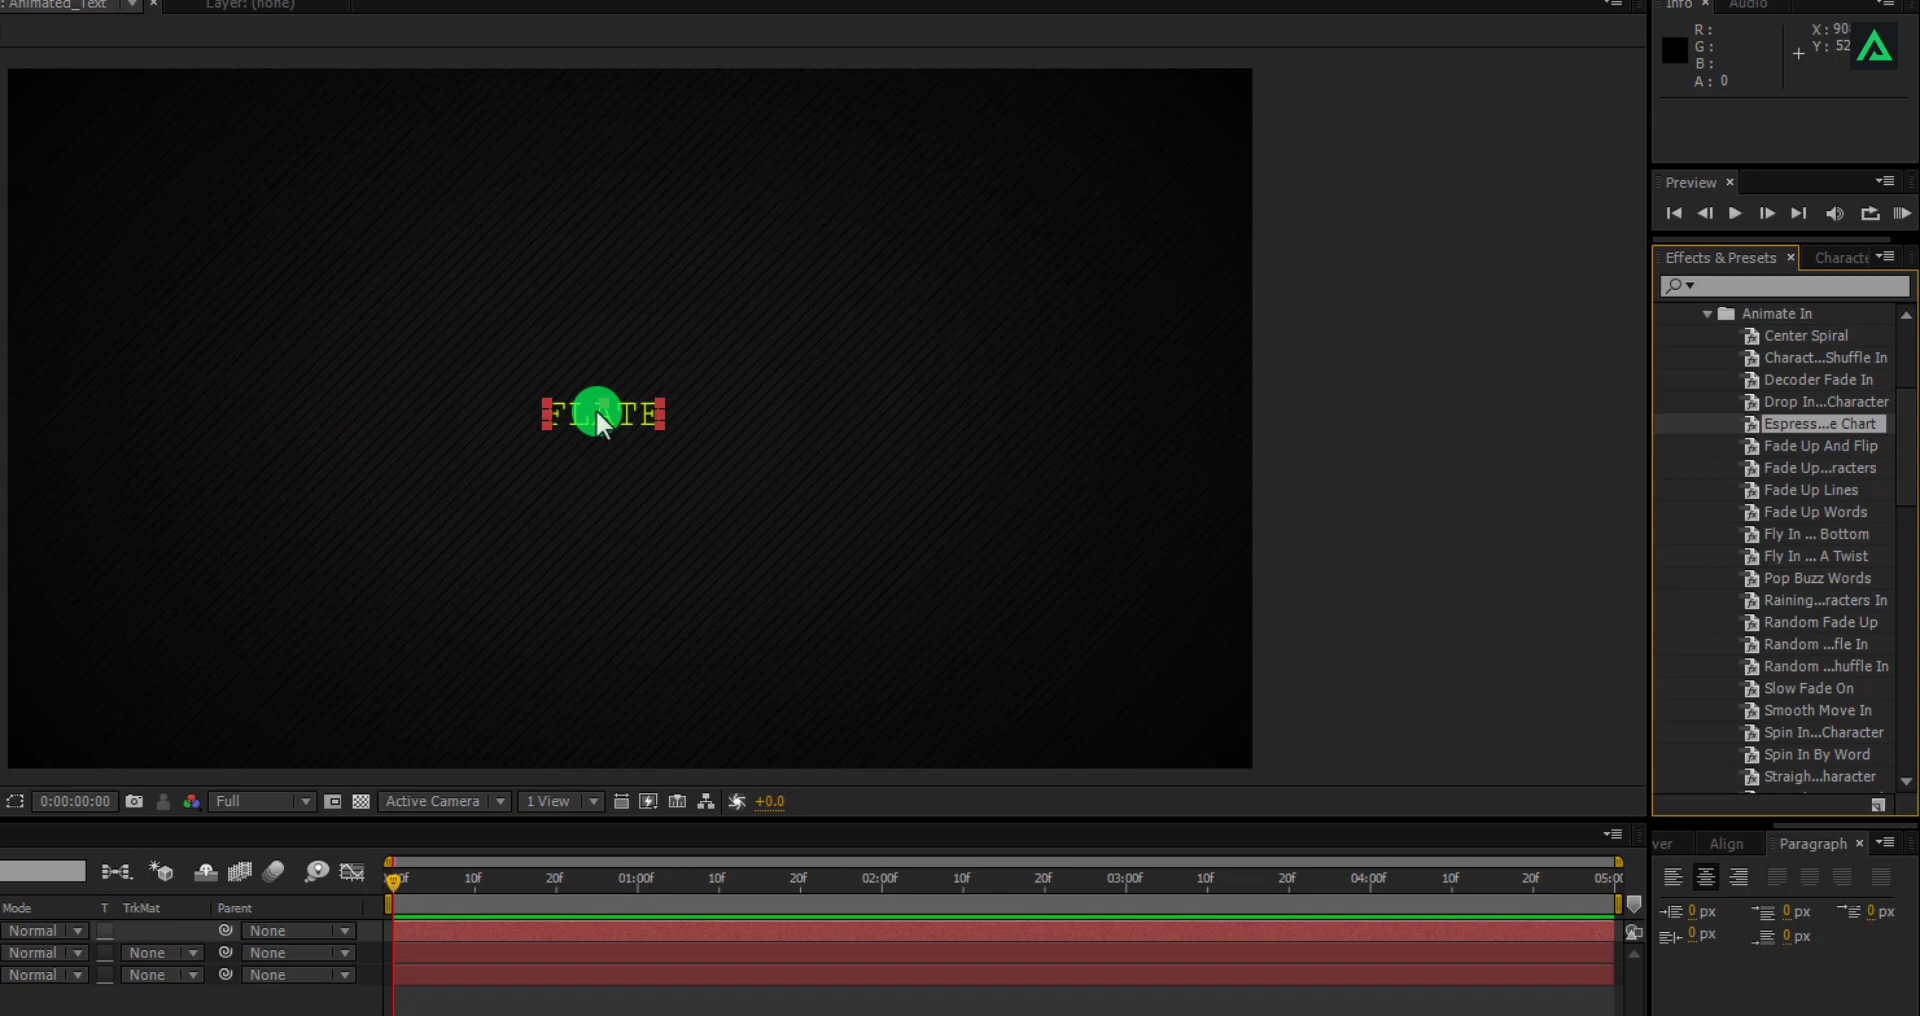 : Animated_Text
Layer: (none)
Info
Audio
R :
G :
B :
A : 0
X : 90
Y : 52
Preview
Effects & Presets
Characte
Animate In
Center Spiral
Charact...Shuffle In
Decoder Fade In
Drop In...Character
Espress...e Chart
Fade Up And Flip
Fade Up...racters
Fade Up Lines
Fade Up Words
Fly In ... Bottom
Fly In ... A Twist
Pop Buzz Words
Raining...racters In
Random Fade Up
Random ...fle In
Random ...huffle In
Slow Fade On
Smooth Move In
Spin In...Character
Spin In By Word
Straigh...haracter
FLATE
0:00:00:00
Full
Active Camera
1 View
+0.0
0f 10f 20f 01:00f 10f 20f 02:00f 10f 20f 03:00f 10f 20f 04:00f 10f 20f 05:00
Mode T TrkMat Parent
Normal None
Normal None None
Normal None None
ver
Align
Paragraph
0 px 0 px 0 px
0 px 0 px